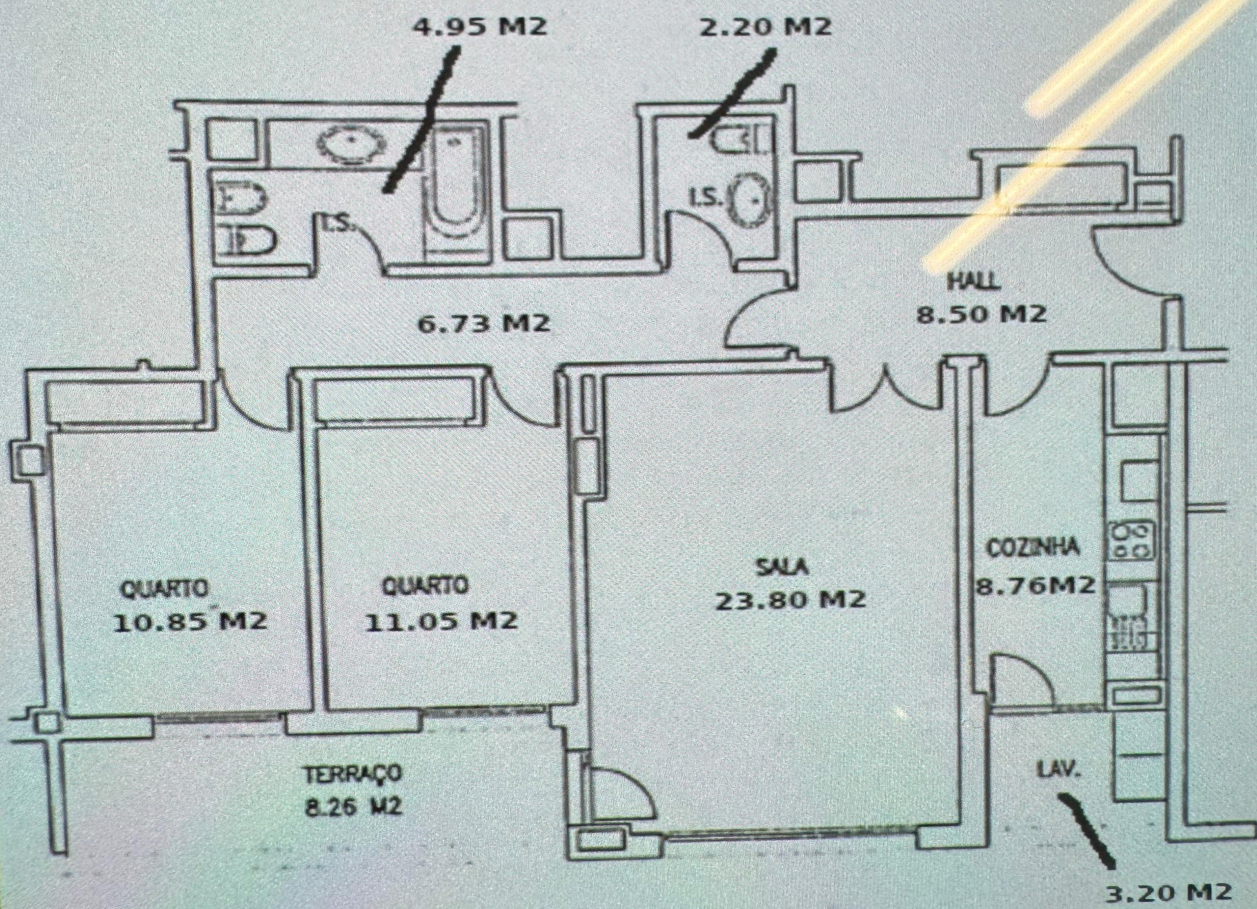 4.95 M2
2.20 M2
I.S.
I.S.
HALL
8.50 M2
6.73 M2
QUARTO
10.85 M2
QUARTO
11.05 M2
SALA
23.80 M2
COZINHA
8.76M2
TERRAÇO
8.26 M2
LAV.
3.20 M2